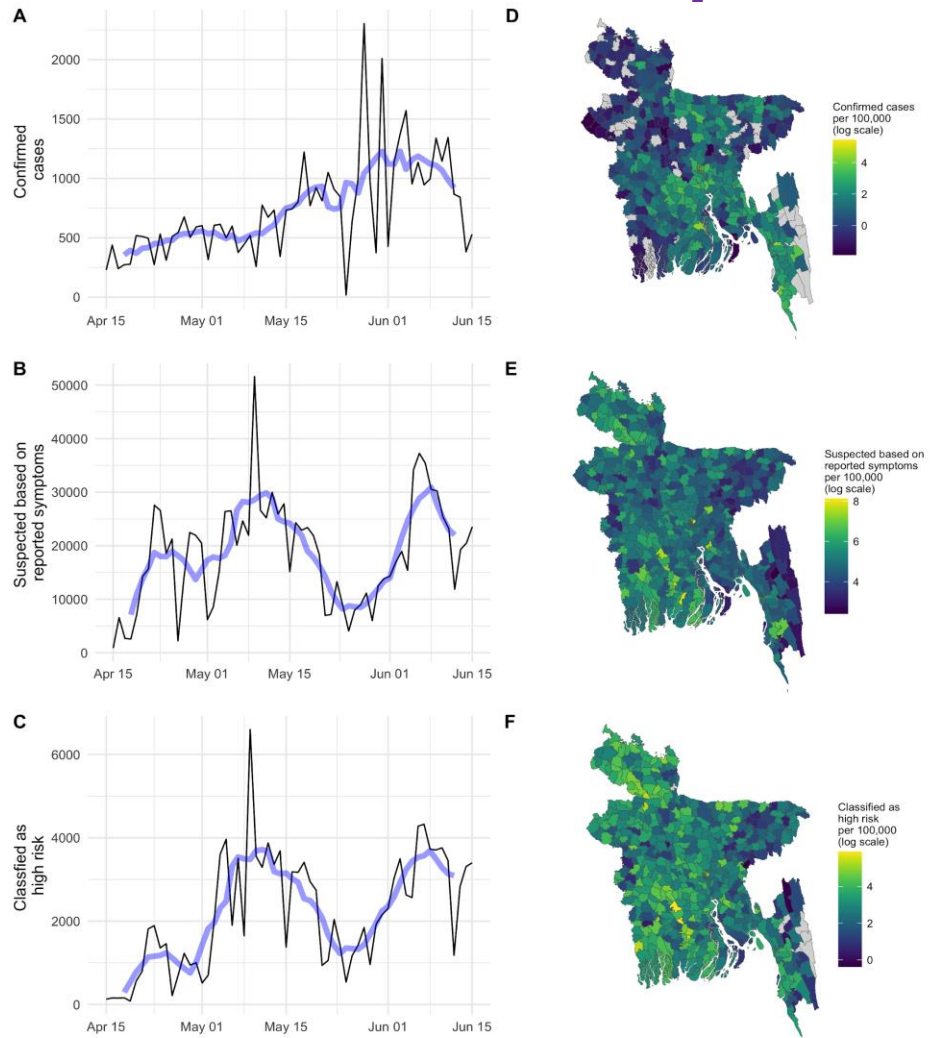 A
Confirmed
cases
2000
1500
1000
500
0
Apr 15
May 01
May 15
Jun 01
Jun 15
D
Confirmed cases
per 100,000
(log scale)
4
2
0
B
Suspected based on
reported symptoms
50000
40000
30000
20000
10000
0
Apr 15
May 01
May 15
Jun 01
Jun 15
E
Suspected based on
reported symptoms
per 100,000
(log scale)
8
6
4
C
Classfied as
high risk
6000
4000
2000
0
Apr 15
May 01
May 15
Jun 01
Jun 15
F
Classified as
high risk
per 100,000
(log scale)
4
2
0